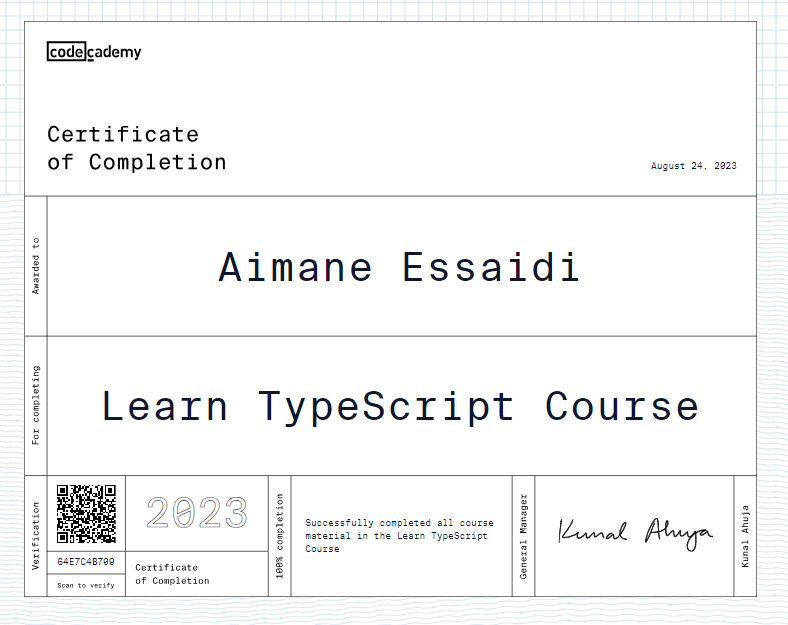 codecademy
Certificate
of Completion
August 24, 2023
Awarded to
Aimane Essaidi
For completing
Learn TypeScript Course
Verification
64E7C4B709
Scan to verify
2023
Certificate
of Completion
100% completion
Successfully completed all course
material in the Learn TypeScript
Course
General Manager
Kunal Ahuja
Kunal Ahuja